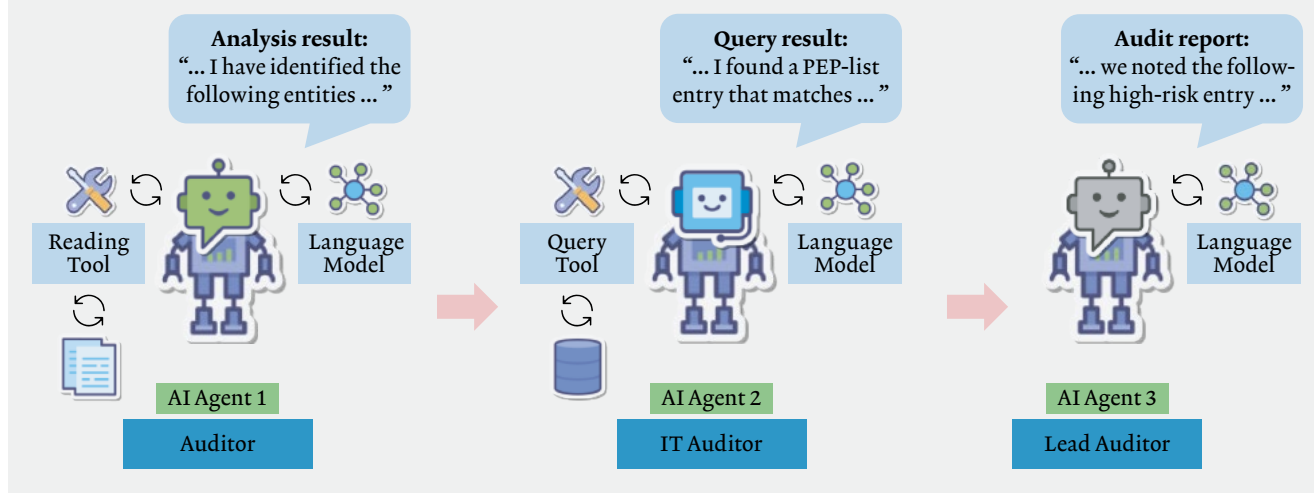 Analysis result:
“... I have identified the
following entities ... ”
Reading
Tool
Language
Model
AI Agent 1
Auditor
Query result:
“... I found a PEP-list
entry that matches ... ”
Query
Tool
Language
Model
AI Agent 2
IT Auditor
Audit report:
“... we noted the follow-
ing high-risk entry ... ”
Language
Model
AI Agent 3
Lead Auditor